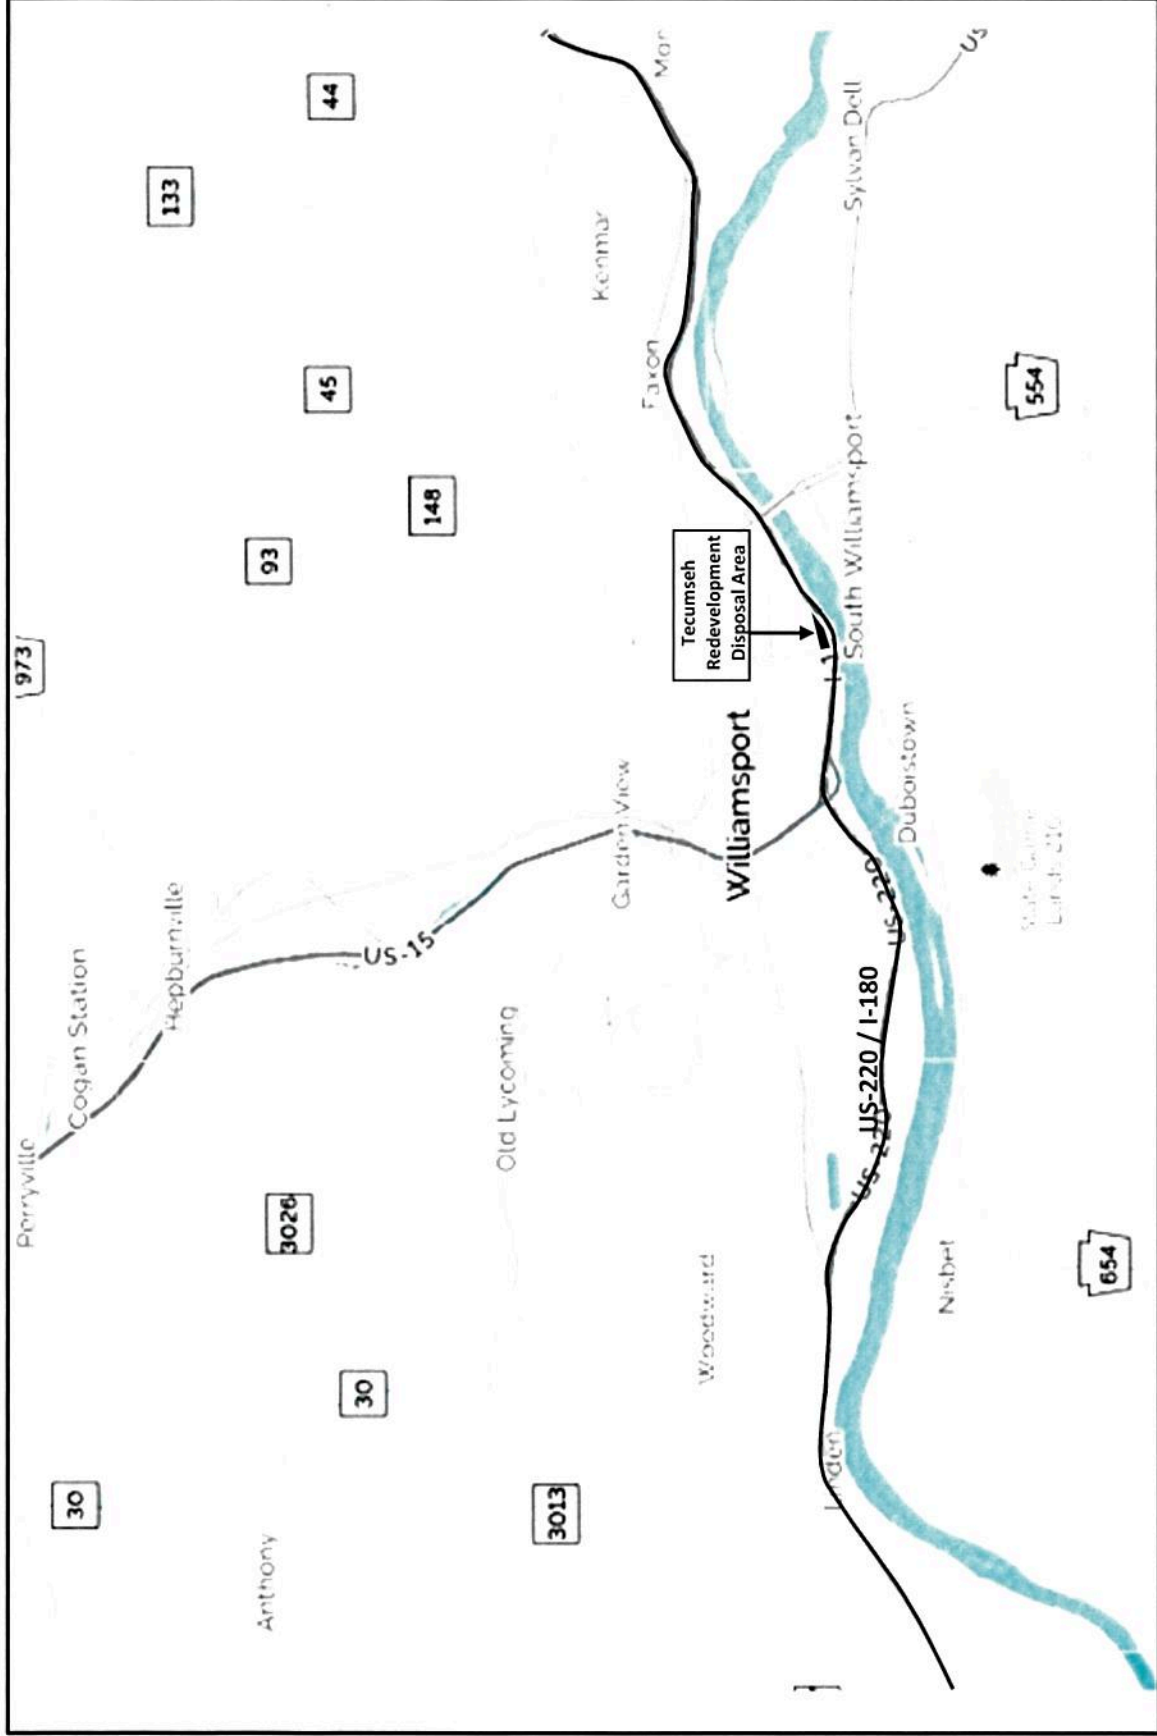 973
Perryville
Cogan Station
Hepburnville
30
3026
93
133
Anthony
30
45
44
US-15
148
3013
Old Lycoming
Garden View
Kenmar
Faxon
Woodward
Williamsport
Tecumseh
Redevelopment
Disposal Area
Linden
US-220
US-220 / I-180
US-220
South Williamsport
Sylvan Dell
Duboistown
Nisbet
US
554
654